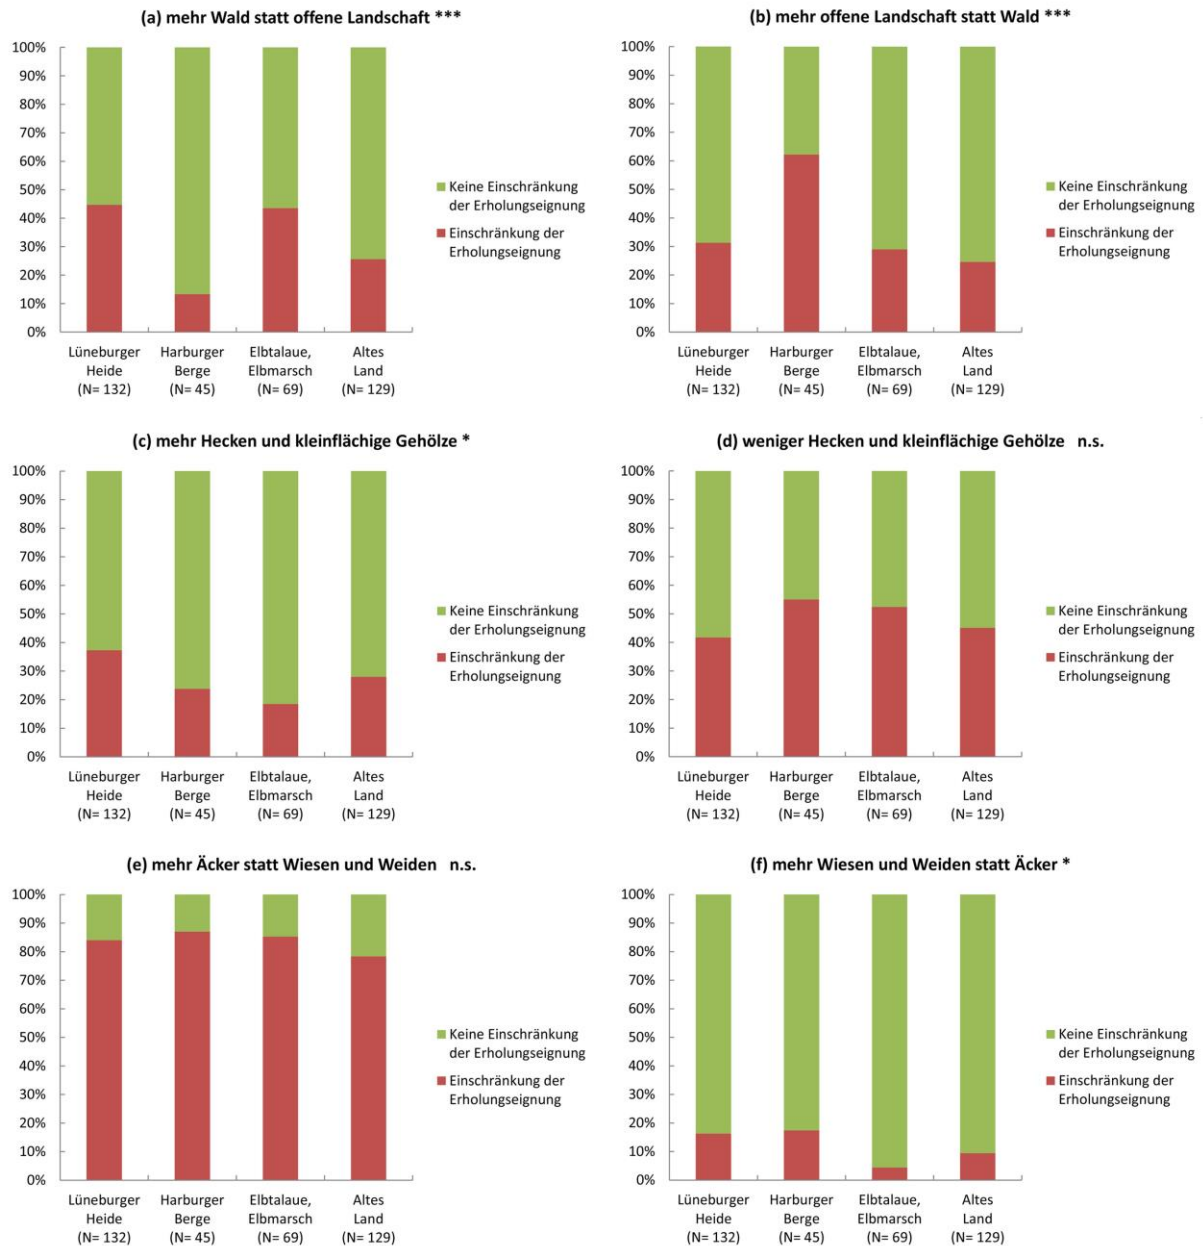 (a) mehr Wald statt offene Landschaft ***
100%
90%
80%
70%
60%
50%
40%
30%
20%
10%
0%
Lüneburger Harburger Elbtalaue, Altes
Heide Berge Elbmarsch Land
(N= 132) (N= 45) (N= 69) (N= 129)
Keine Einschränkung
der Erholungseignung
Einschränkung der
Erholungseignung
(b) mehr offene Landschaft statt Wald ***
100%
90%
80%
70%
60%
50%
40%
30%
20%
10%
0%
Lüneburger Harburger Elbtalaue, Altes
Heide Berge Elbmarsch Land
(N= 132) (N= 45) (N= 69) (N= 129)
Keine Einschränkung
der Erholungseignung
Einschränkung der
Erholungseignung
(c) mehr Hecken und kleinflächige Gehölze *
100%
90%
80%
70%
60%
50%
40%
30%
20%
10%
0%
Lüneburger Harburger Elbtalaue, Altes
Heide Berge Elbmarsch Land
(N= 132) (N= 45) (N= 69) (N= 129)
Keine Einschränkung
der Erholungseignung
Einschränkung der
Erholungseignung
(d) weniger Hecken und kleinflächige Gehölze n.s.
100%
90%
80%
70%
60%
50%
40%
30%
20%
10%
0%
Lüneburger Harburger Elbtalaue, Altes
Heide Berge Elbmarsch Land
(N= 132) (N= 45) (N= 69) (N= 129)
Keine Einschränkung
der Erholungseignung
Einschränkung der
Erholungseignung
(e) mehr Äcker statt Wiesen und Weiden n.s.
100%
90%
80%
70%
60%
50%
40%
30%
20%
10%
0%
Lüneburger Harburger Elbtalaue, Altes
Heide Berge Elbmarsch Land
(N= 132) (N= 45) (N= 69) (N= 129)
Keine Einschränkung
der Erholungseignung
Einschränkung der
Erholungseignung
(f) mehr Wiesen und Weiden statt Äcker *
100%
90%
80%
70%
60%
50%
40%
30%
20%
10%
0%
Lüneburger Harburger Elbtalaue, Altes
Heide Berge Elbmarsch Land
(N= 132) (N= 45) (N= 69) (N= 129)
Keine Einschränkung
der Erholungseignung
Einschränkung der
Erholungseignung